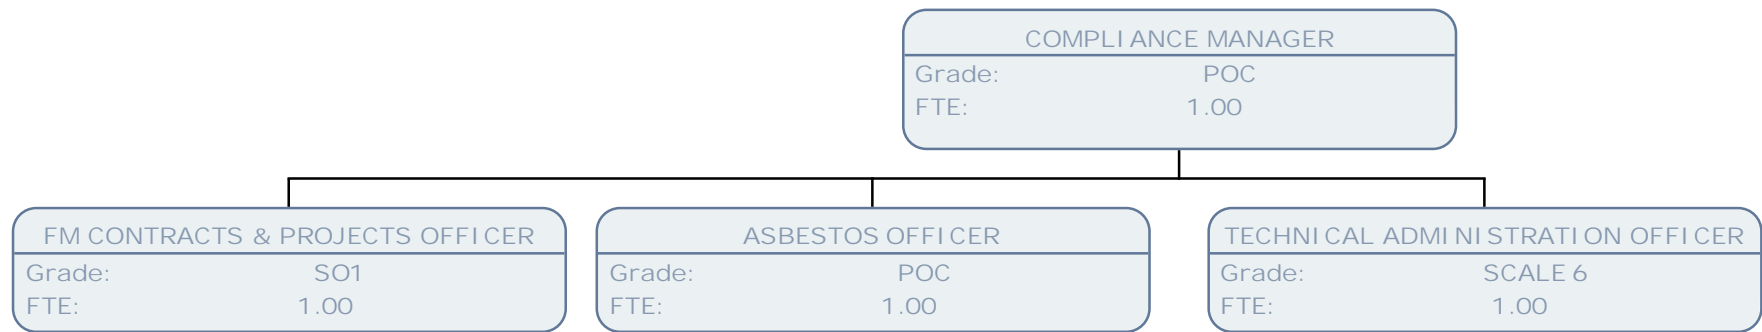 COMPLIANCE MANAGER
Grade: POC
FTE: 1.00
FM CONTRACTS & PROJECTS OFFICER
Grade: SO1
FTE: 1.00
ASBESTOS OFFICER
Grade: POC
FTE: 1.00
TECHNICAL ADMINISTRATION OFFICER
Grade: SCALE 6
FTE: 1.00